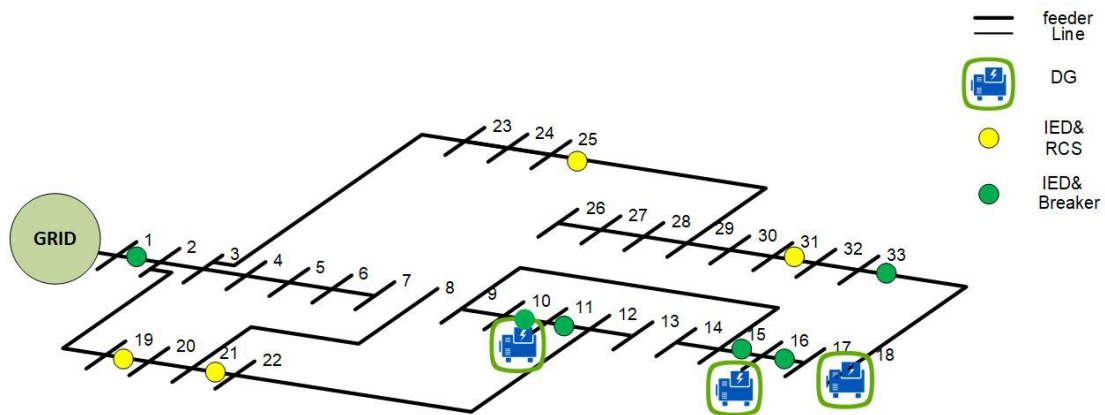 feeder
Line
DG
IED&
RCS
IED&
Breaker
23 24 25
26 27 28 29 30 31 32 33
GRID
1 2 3 4 5 6 7
8 9 10 11 12 13 14 15 16 17 18
19 20 21 22